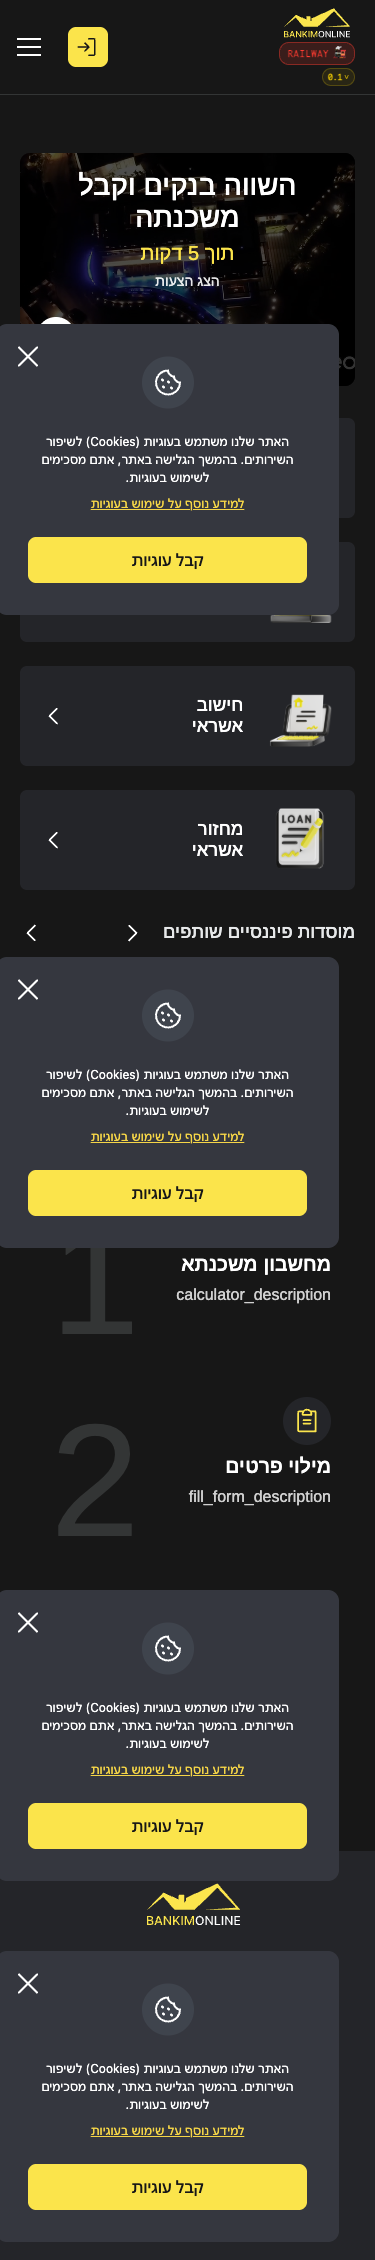 BANKIMONLINE
RAILWAY
v 0.1
השווה בנקים וקבל
משכנתה
תוך 5 דקות
הצג הצעות
eo
האתר שלנו משתמש בעוגיות (Cookies) לשיפור
השירותים. בהמשך הגלישה באתר, אתם מסכימים
לשימוש בעוגיות.
למידע נוסף על שימוש בעוגיות
קבל עוגיות
חישוב
אשראי
LOAN
מחזור
אשראי
מוסדות פיננסיים שותפים
האתר שלנו משתמש בעוגיות (Cookies) לשיפור
השירותים. בהמשך הגלישה באתר, אתם מסכימים
לשימוש בעוגיות.
למידע נוסף על שימוש בעוגיות
קבל עוגיות
1
מחשבון משכנתא
calculator_description
2
מילוי פרטים
fill_form_description
האתר שלנו משתמש בעוגיות (Cookies) לשיפור
השירותים. בהמשך הגלישה באתר, אתם מסכימים
לשימוש בעוגיות.
למידע נוסף על שימוש בעוגיות
קבל עוגיות
BANKIMONLINE
האתר שלנו משתמש בעוגיות (Cookies) לשיפור
השירותים. בהמשך הגלישה באתר, אתם מסכימים
לשימוש בעוגיות.
למידע נוסף על שימוש בעוגיות
קבל עוגיות